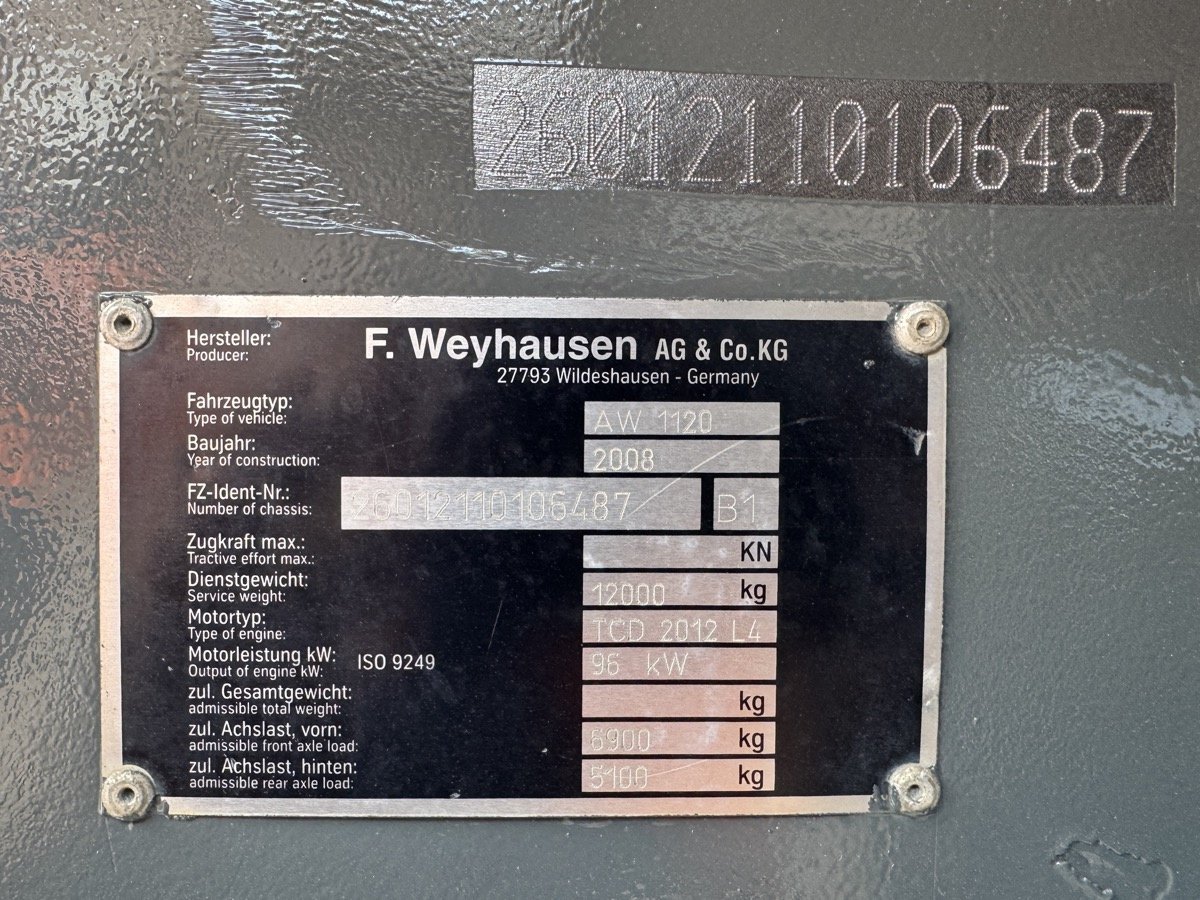 26012110106487
Hersteller: F. Weyhausen AG & Co.KG
Producer:
27793 Wildeshausen - Germany
Fahrzeugtyp: AW 1120
Type of vehicle:
Baujahr: 2008
Year of construction:
FZ-Ident-Nr.: 26012110106487 B1
Number of chassis:
Zugkraft max.: KN
Tractive effort max.:
Dienstgewicht: 12000 kg
Service weight:
Motortyp: TCD 2012 L4
Type of engine:
Motorleistung kW: ISO 9249 96 kW
Output of engine kW:
zul. Gesamtgewicht: kg
admissible total weight:
zul. Achslast, vorn: 6900 kg
admissible front axle load:
zul. Achslast, hinten: 5100 kg
admissible rear axle load: